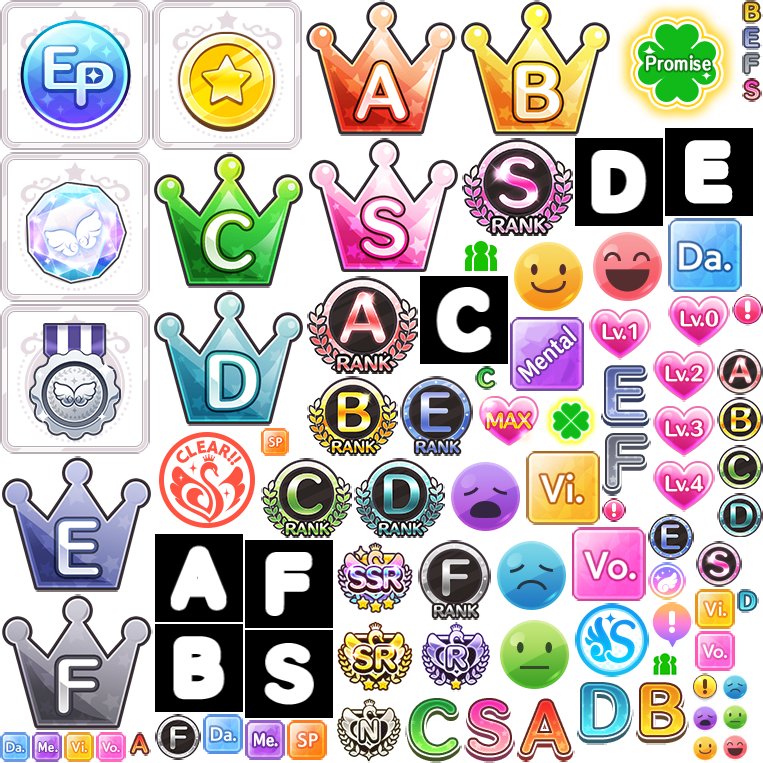 Ep
A
B
Promise
B
E
F
S
C
S
S
RANK
D
E
Da.
A
RANK
C
Mental
Lv.1
Lv.0
!
D
B
RANK
E
RANK
C
MAX
E
F
Lv.2
Lv.3
Lv.4
A
B
C
D
CLEAR!!
SP
C
RANK
D
RANK
Vi.
!
E
E
S
A
F
SSR
F
RANK
Vo.
S
!
Vi.
D
Vo.
F
B
S
SR
R
N
!
Da.
Me.
Vi.
Vo.
A
F
Da.
Me.
SP
C
S
A
D
B